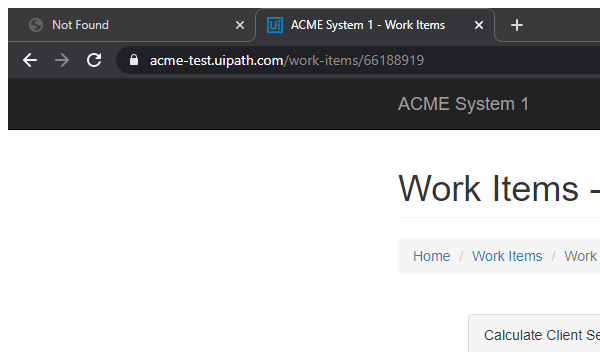 Not Found
Ui ACME System 1 - Work Items
acme-test.uipath.com/work-items/66188919
ACME System 1
Work Items -
Home / Work Items / Work
Calculate Client Se